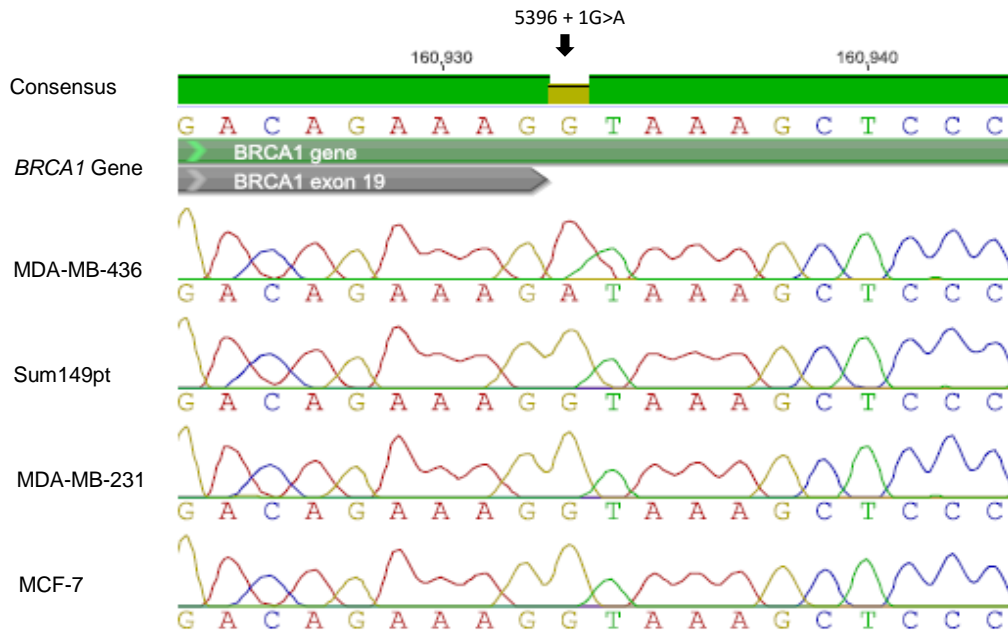 5396 + 1G>A
160,930 160,940
Consensus
G A C A G A A A G G T A A A G C T C C C
BRCA1 Gene
BRCA1 gene
BRCA1 exon 19
MDA-MB-436
G A C A G A A A G A T A A A G C T C C C
Sum149pt
G A C A G A A A G G T A A A G C T C C C
MDA-MB-231
G A C A G A A A G G T A A A G C T C C C
MCF-7
G A C A G A A A G G T A A A G C T C C C